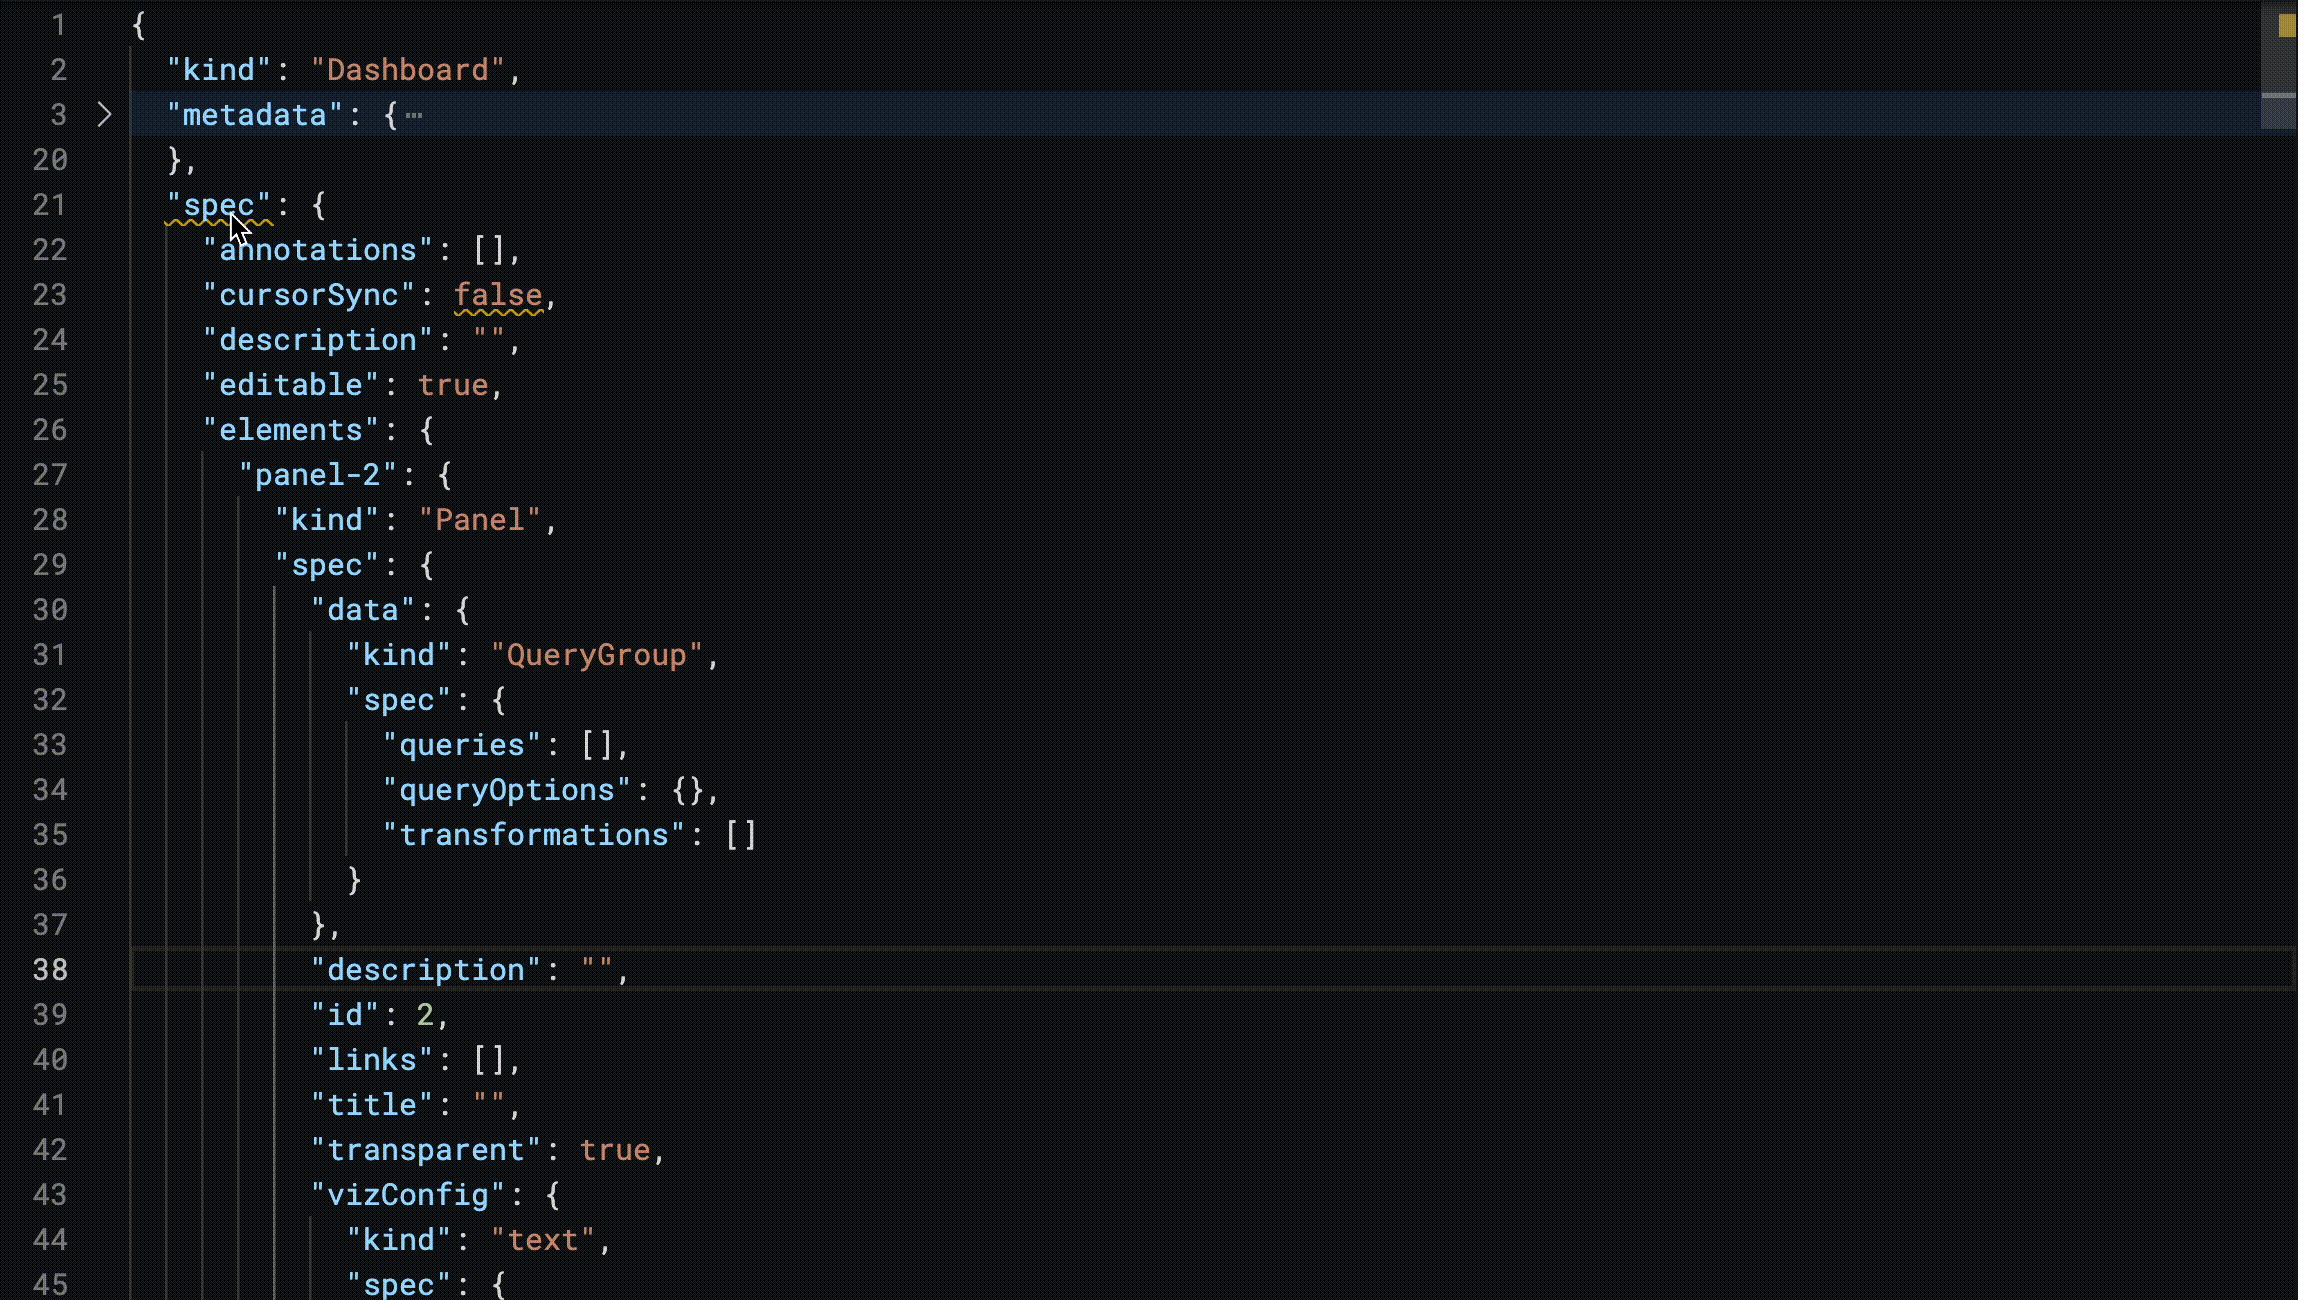 1 {
2   "kind": "Dashboard",
3 >   "metadata": {⋯
20   },
21   "spec": {
22     "annotations": [],
23     "cursorSync": false,
24     "description": "",
25     "editable": true,
26     "elements": {
27       "panel-2": {
28         "kind": "Panel",
29         "spec": {
30           "data": {
31             "kind": "QueryGroup",
32             "spec": {
33               "queries": [],
34               "queryOptions": {},
35               "transformations": []
36             }
37           },
38           "description": "",
39           "id": 2,
40           "links": [],
41           "title": "",
42           "transparent": true,
43           "vizConfig": {
44             "kind": "text",
45             "spec": {